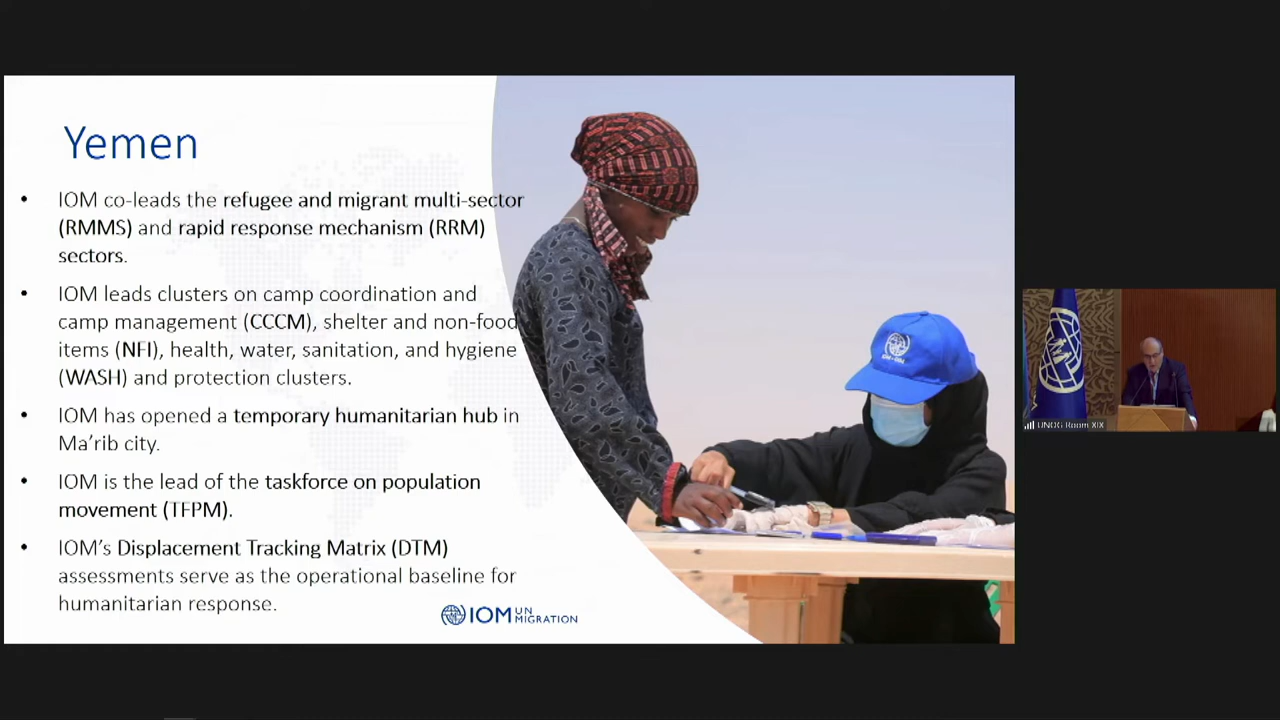 Yemen
• IOM co-leads the refugee and migrant multi-sector
(RMMS) and rapid response mechanism (RRM)
sectors.
• IOM leads clusters on camp coordination and
camp management (CCCM), shelter and non-food
items (NFI), health, water, sanitation, and hygiene
(WASH) and protection clusters.
• IOM has opened a temporary humanitarian hub in
Ma’rib city.
• IOM is the lead of the taskforce on population
movement (TFPM).
• IOM’s Displacement Tracking Matrix (DTM)
assessments serve as the operational baseline for
humanitarian response.
IOM UN
MIGRATION
IOM • OIM
UNOG Room XIX